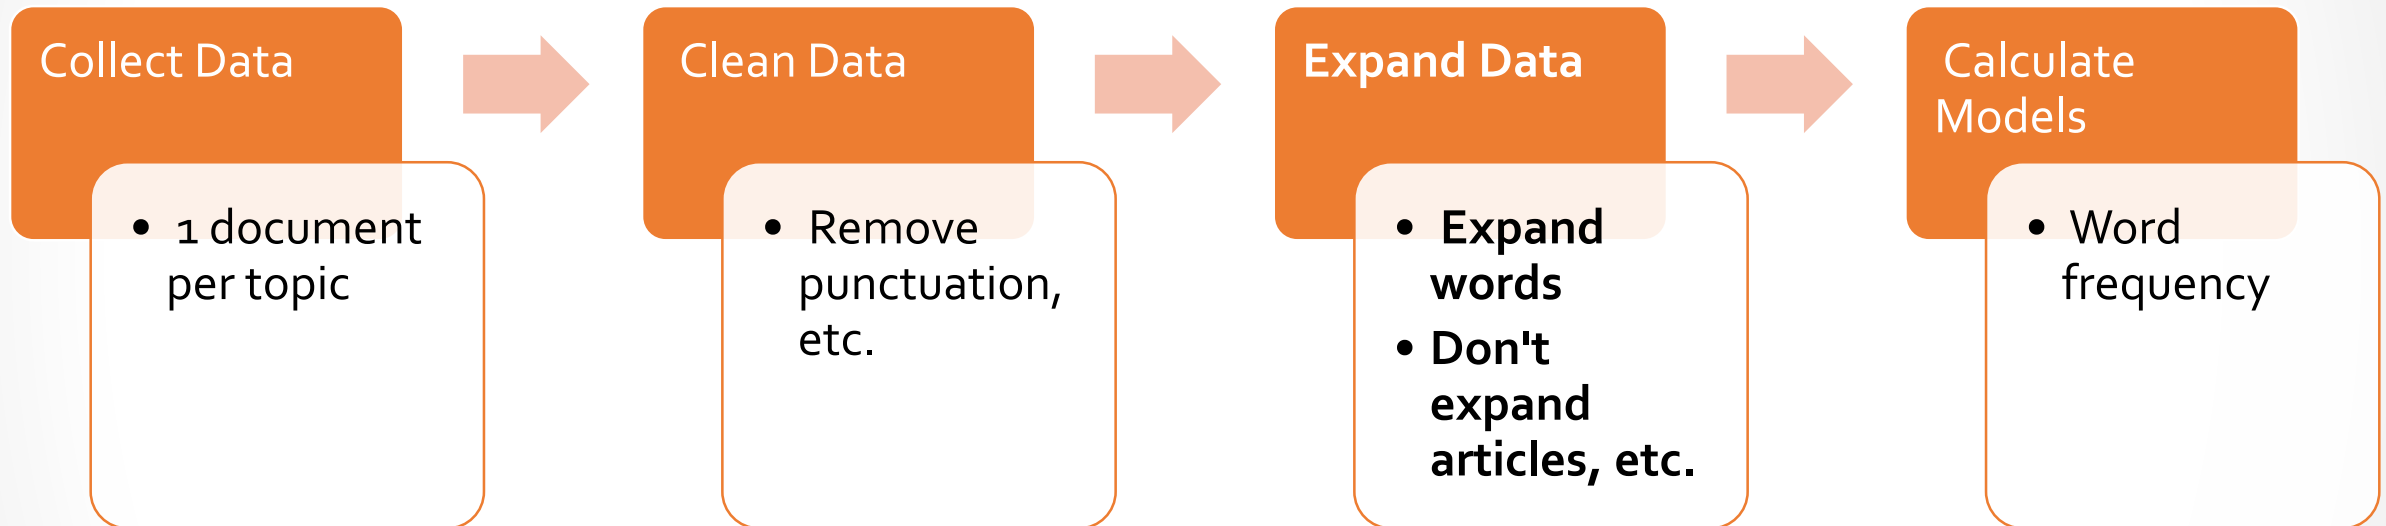 Collect Data
• 1 document
per topic
Clean Data
• Remove
punctuation,
etc.
Expand Data
• Expand
words
• Don't
expand
articles, etc.
Calculate
Models
• Word
frequency